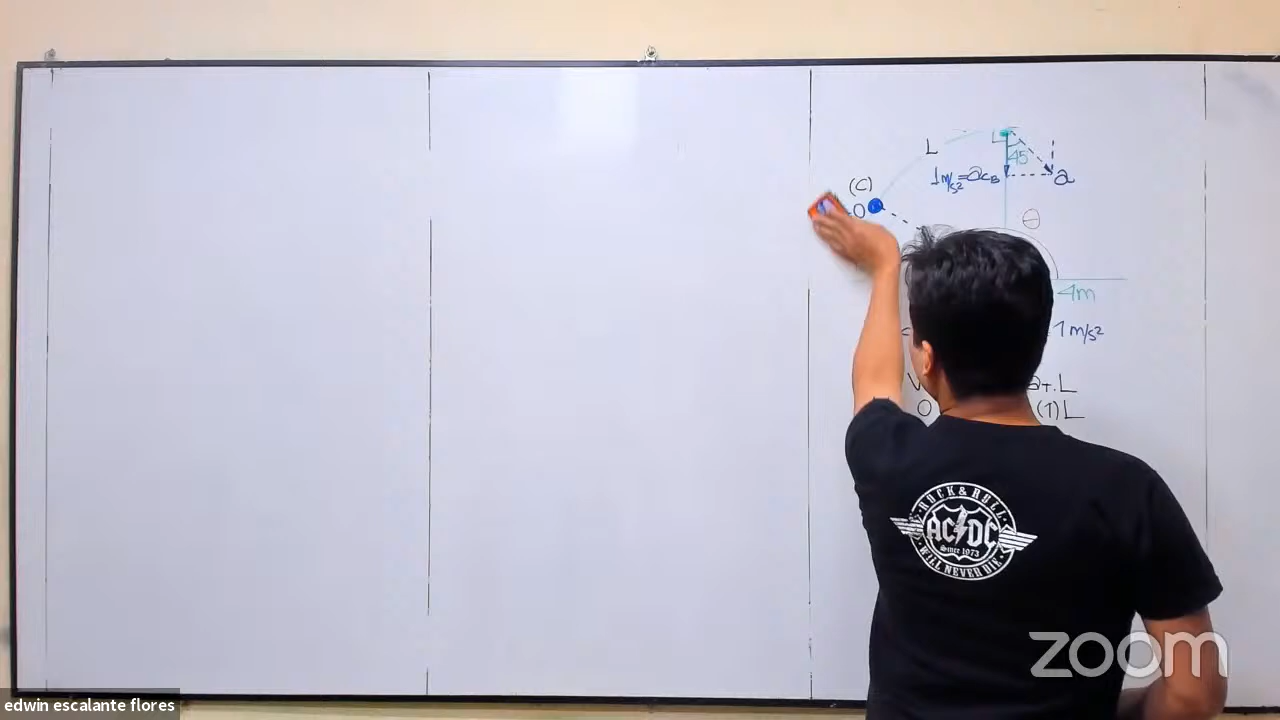 L
45
1m/s²=acB
a
(C)
0
θ
4m
1m/s²
V aT.L
0 (1)L
ROCK & ROLL
AC/DC
Since 1973
WILL NEVER DIE
zoom
edwin escalante flores